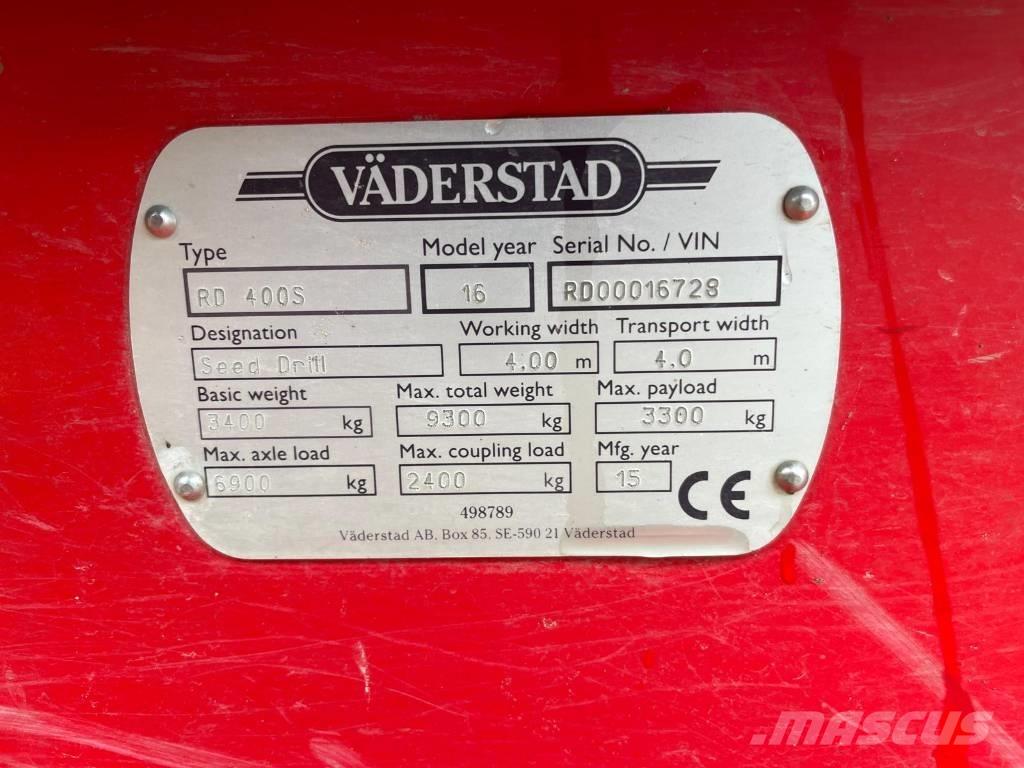 VÄDERSTAD
Type Model year Serial No. / VIN
RD 400S 16 RD00016728
Designation Working width Transport width
Seed Drill 4.00 m 4.0 m
Basic weight Max. total weight Max. payload
3400 kg 9300 kg 3300 kg
Max. axle load Max. coupling load Mfg. year
6900 kg 2400 kg 15 CE
498789
Väderstad AB, Box 85, SE-590 21 Väderstad
mascus